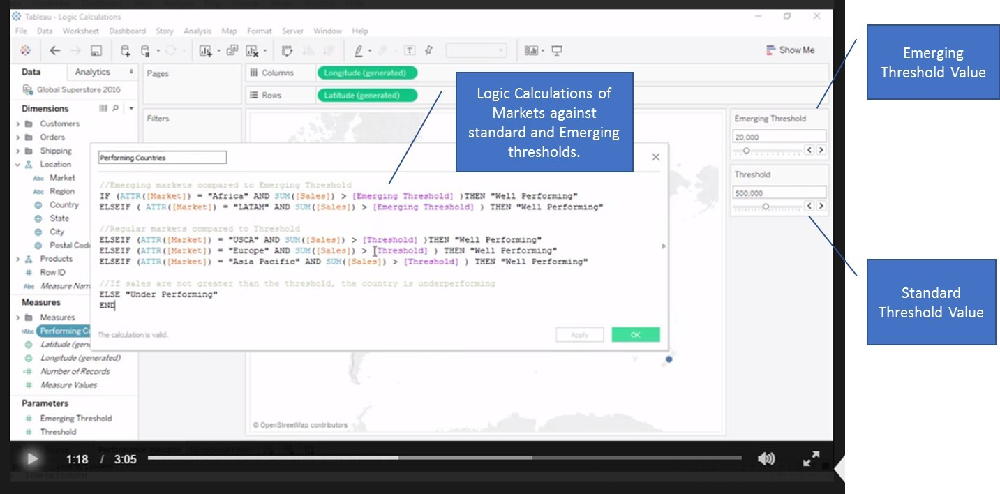 Tableau - Logic Calculations
File Data Worksheet Dashboard Story Analysis Map Format Server Window Help
Show Me
Data
Analytics
Pages
Columns
Longitude (generated)
Global Superstore 2016
Rows
Latitude (generated)
Dimensions
Filters
Customers
Orders
Shipping
Location
Abc Market
Abc Region
Country
State
City
Postal Code
Products
Row ID
Abc Measure Nam
Measures
Measures
Abc Performing C
Latitude (gen
Longitude (generated)
Number of Records
Measure Values
Parameters
Emerging Threshold
Threshold
Performing Countries
//Emerging markets compared to Emerging Threshold
IF (ATTR([Market]) = "Africa" AND SUM([Sales]) > [Emerging Threshold] )THEN "Well Performing"
ELSEIF ( ATTR([Market]) = "LATAM" AND SUM([Sales]) > [Emerging Threshold] ) THEN "Well Performing"
//Regular markets compared to Threshold
ELSEIF (ATTR([Market]) = "USCA" AND SUM([Sales]) > [Threshold] )THEN "Well Performing"
ELSEIF (ATTR([Market]) = "Europe" AND SUM([Sales]) > [Threshold] ) THEN "Well Performing"
ELSEIF (ATTR([Market]) = "Asia Pacific" AND SUM([Sales]) > [Threshold] ) THEN "Well Performing"
//If sales are not greater than the threshold, the country is underperforming
ELSE "Under Performing"
END
The calculation is valid.
Apply
OK
© OpenStreetMap contributors
Emerging Threshold
20,000
Threshold
500,000
Logic Calculations of
Markets against
standard and Emerging
thresholds.
Emerging
Threshold Value
Standard
Threshold Value
1:18 / 3:05